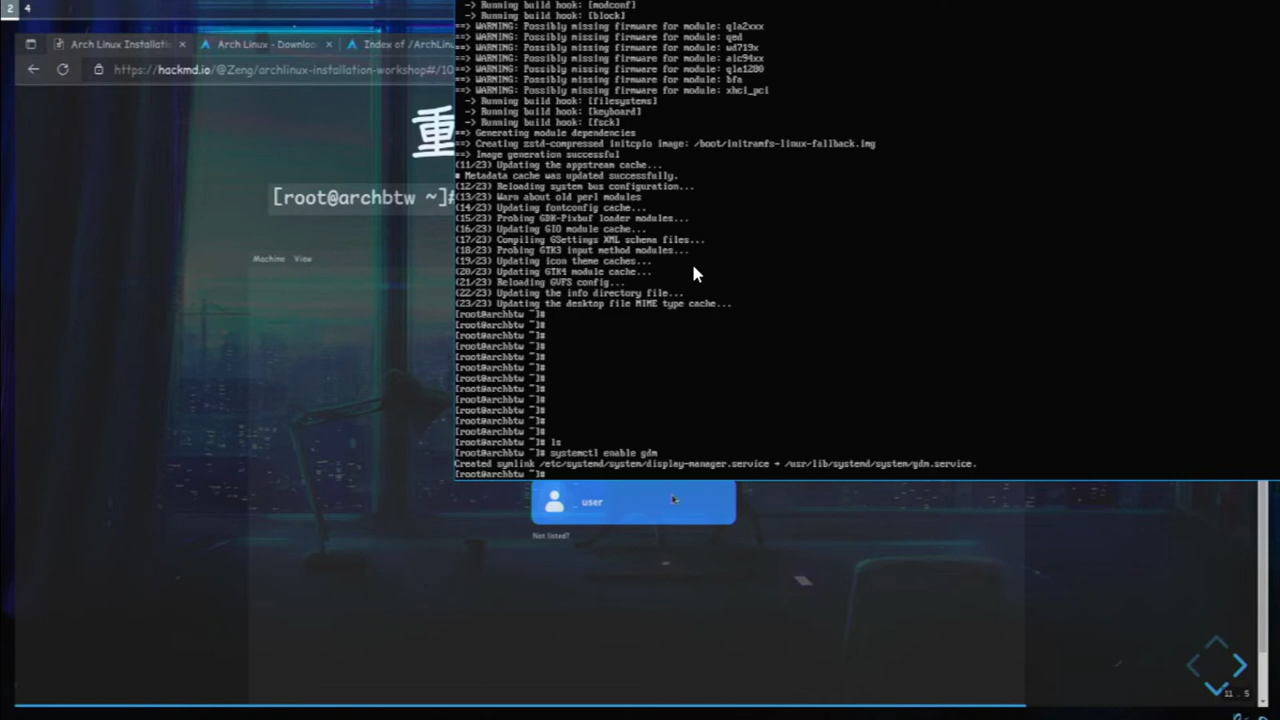 2 4
Arch Linux Installati
Arch Linux - Downloa
Index of /ArchLinu
https://hackmd.io/@Zeng/archlinux-installation-workshop#/10
重
[root@archbtw ~]#
Machine View
-> Running build hook: [modconf]
-> Running build hook: [block]
==> WARNING: Possibly missing firmware for module: qla2xxx
==> WARNING: Possibly missing firmware for module: qed
==> WARNING: Possibly missing firmware for module: wd719x
==> WARNING: Possibly missing firmware for module: aic94xx
==> WARNING: Possibly missing firmware for module: qla1280
==> WARNING: Possibly missing firmware for module: bfa
==> WARNING: Possibly missing firmware for module: xhci_pci
-> Running build hook: [filesystems]
-> Running build hook: [keyboard]
-> Running build hook: [fsck]
==> Generating module dependencies
==> Creating zstd-compressed initcpio image: /boot/initramfs-linux-fallback.img
==> Image generation successful
(11/23) Updating the appstream cache...
* Metadata cache was updated successfully.
(12/23) Reloading system bus configuration...
(13/23) Warn about old perl modules
(14/23) Updating fontconfig cache...
(15/23) Probing GDK-Pixbuf loader modules...
(16/23) Updating GIO module cache...
(17/23) Compiling GSettings XML schema files...
(18/23) Probing GTK3 input method modules...
(19/23) Updating icon theme caches...
(20/23) Updating GTK4 module cache...
(21/23) Reloading GVFS config...
(22/23) Updating the info directory file...
(23/23) Updating the desktop file MIME type cache...
[root@archbtw ~]#
[root@archbtw ~]#
[root@archbtw ~]#
[root@archbtw ~]#
[root@archbtw ~]#
[root@archbtw ~]#
[root@archbtw ~]#
[root@archbtw ~]#
[root@archbtw ~]#
[root@archbtw ~]#
[root@archbtw ~]#
[root@archbtw ~]#
[root@archbtw ~]# ls
[root@archbtw ~]# systemctl enable gdm
Created symlink /etc/systemd/system/display-manager.service → /usr/lib/systemd/system/gdm.service.
[root@archbtw ~]#
user
Not listed?
11.5